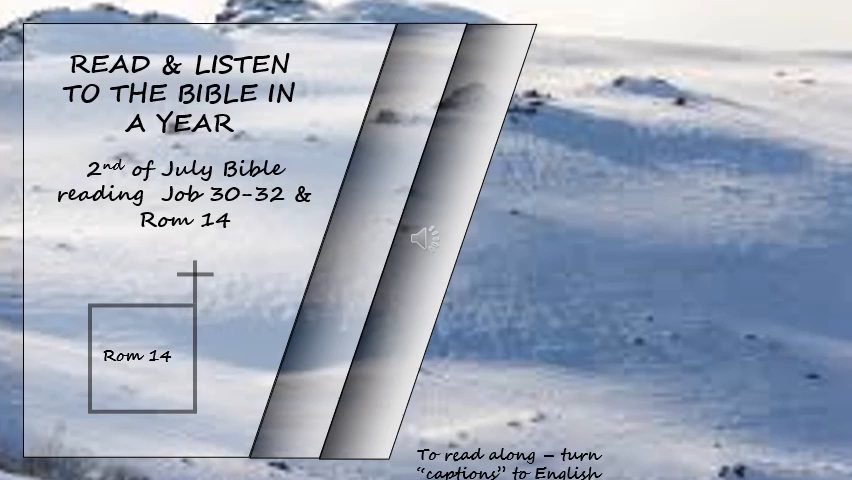 READ & LISTEN
TO THE BIBLE IN
A YEAR
2nd of July Bible
reading Job 30-32 &
Rom 14
Rom 14
To read along – turn
“captions” to English